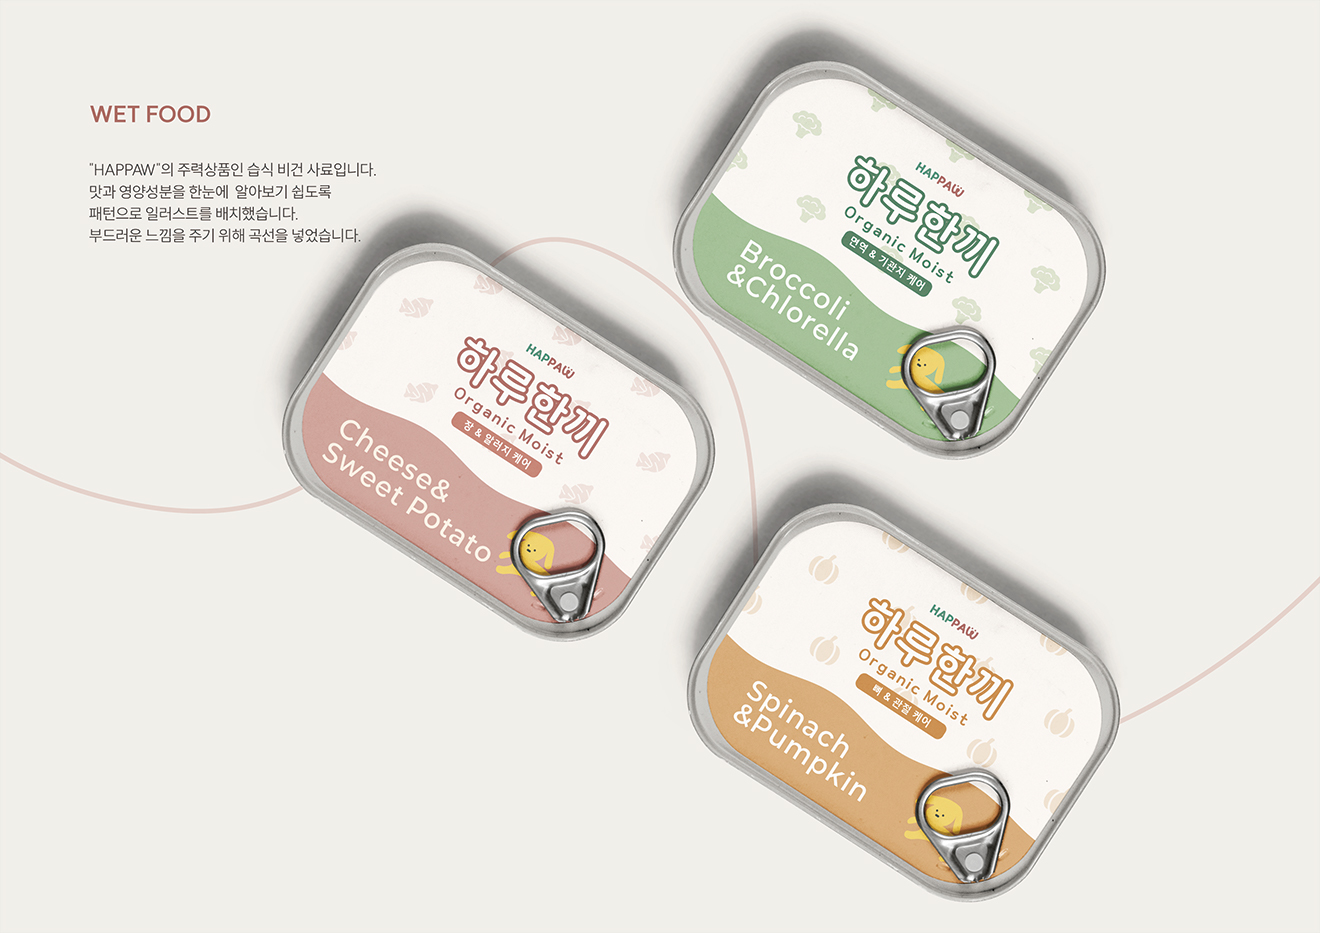 WET FOOD
"HAPPAW"의 주력상품인 습식 비건 사료입니다.
맛과 영양성분을 한눈에 알아보기 쉽도록
패턴으로 일러스트를 배치했습니다.
부드러운 느낌을 주기 위해 곡선을 넣었습니다.
HAPPAW
하루한끼
Organic Moist
면역 & 기관지 케어
Broccoli
&Chlorella
HAPPAW
하루한끼
Organic Moist
장 & 알러지 케어
Cheese&
Sweet Potato
HAPPAW
하루한끼
Organic Moist
뼈 & 관절 케어
Spinach
&Pumpkin